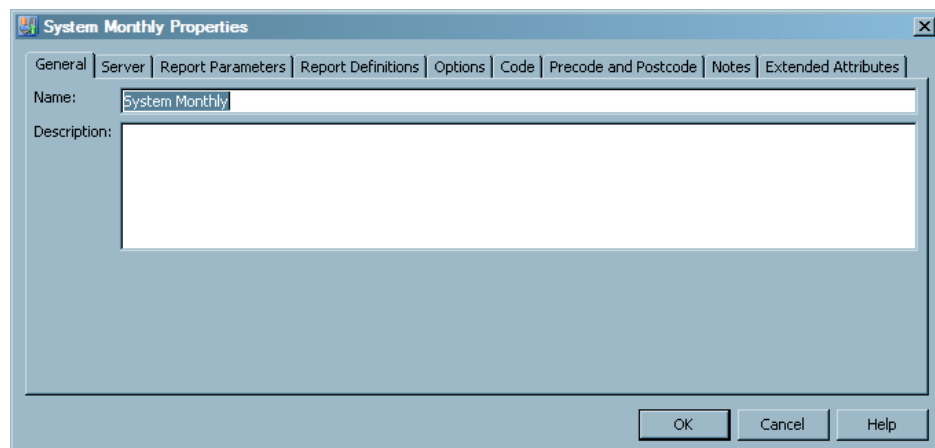 System Monthly Properties
General Server Report Parameters Report Definitions Options Code Precode and Postcode Notes Extended Attributes
Name: System Monthly
Description:
OK Cancel Help